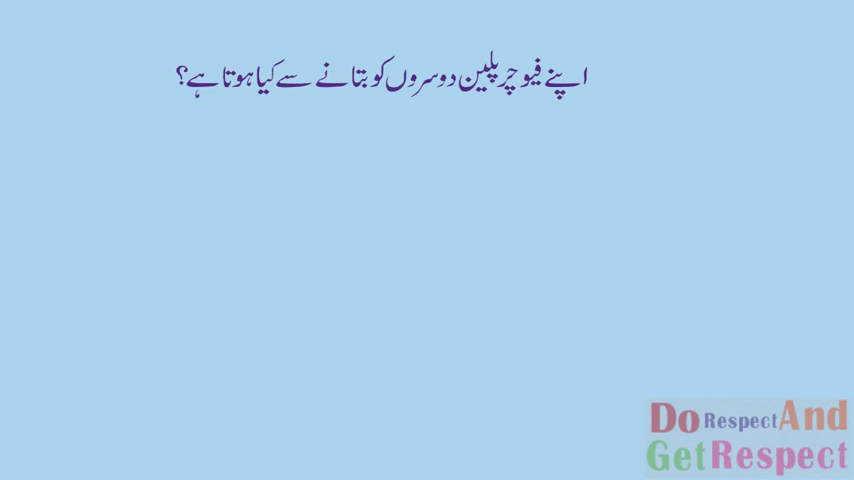 اپنے فیوچر پلین دوسروں کو بتانے سے کیا ہوتا ہے؟
Do Respect And
Get Respect